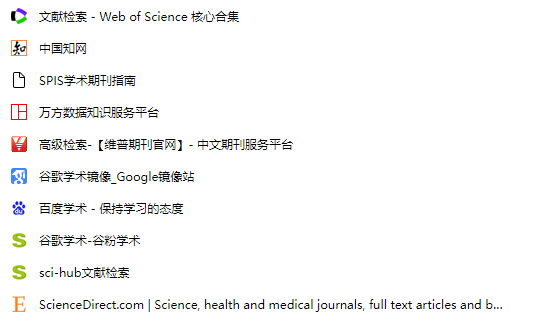 文献检索 - Web of Science 核心合集
中国知网
SPIS学术期刊指南
万方数据知识服务平台
高级检索-【维普期刊官网】- 中文期刊服务平台
谷歌学术镜像_Google镜像站
百度学术 - 保持学习的态度
谷歌学术-谷粉学术
sci-hub文献检索
ScienceDirect.com | Science, health and medical journals, full text articles and b...